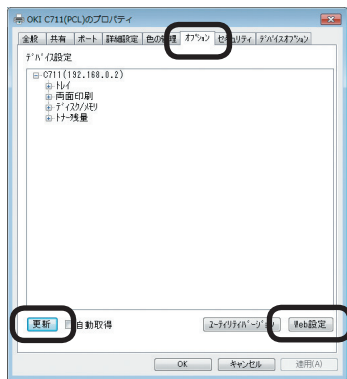 OKI C711(PCL)のプロパティ
全般 共有 ポート 詳細設定 色の管理 オプション セキュリティ デバイスオプション
デバイス設定
C711(192.168.0.2)
トレイ
両面印刷
ディスク/メモリ
トナー残量
更新 自動取得 ユーティリティバージョン Web設定
OK キャンセル 適用(A)